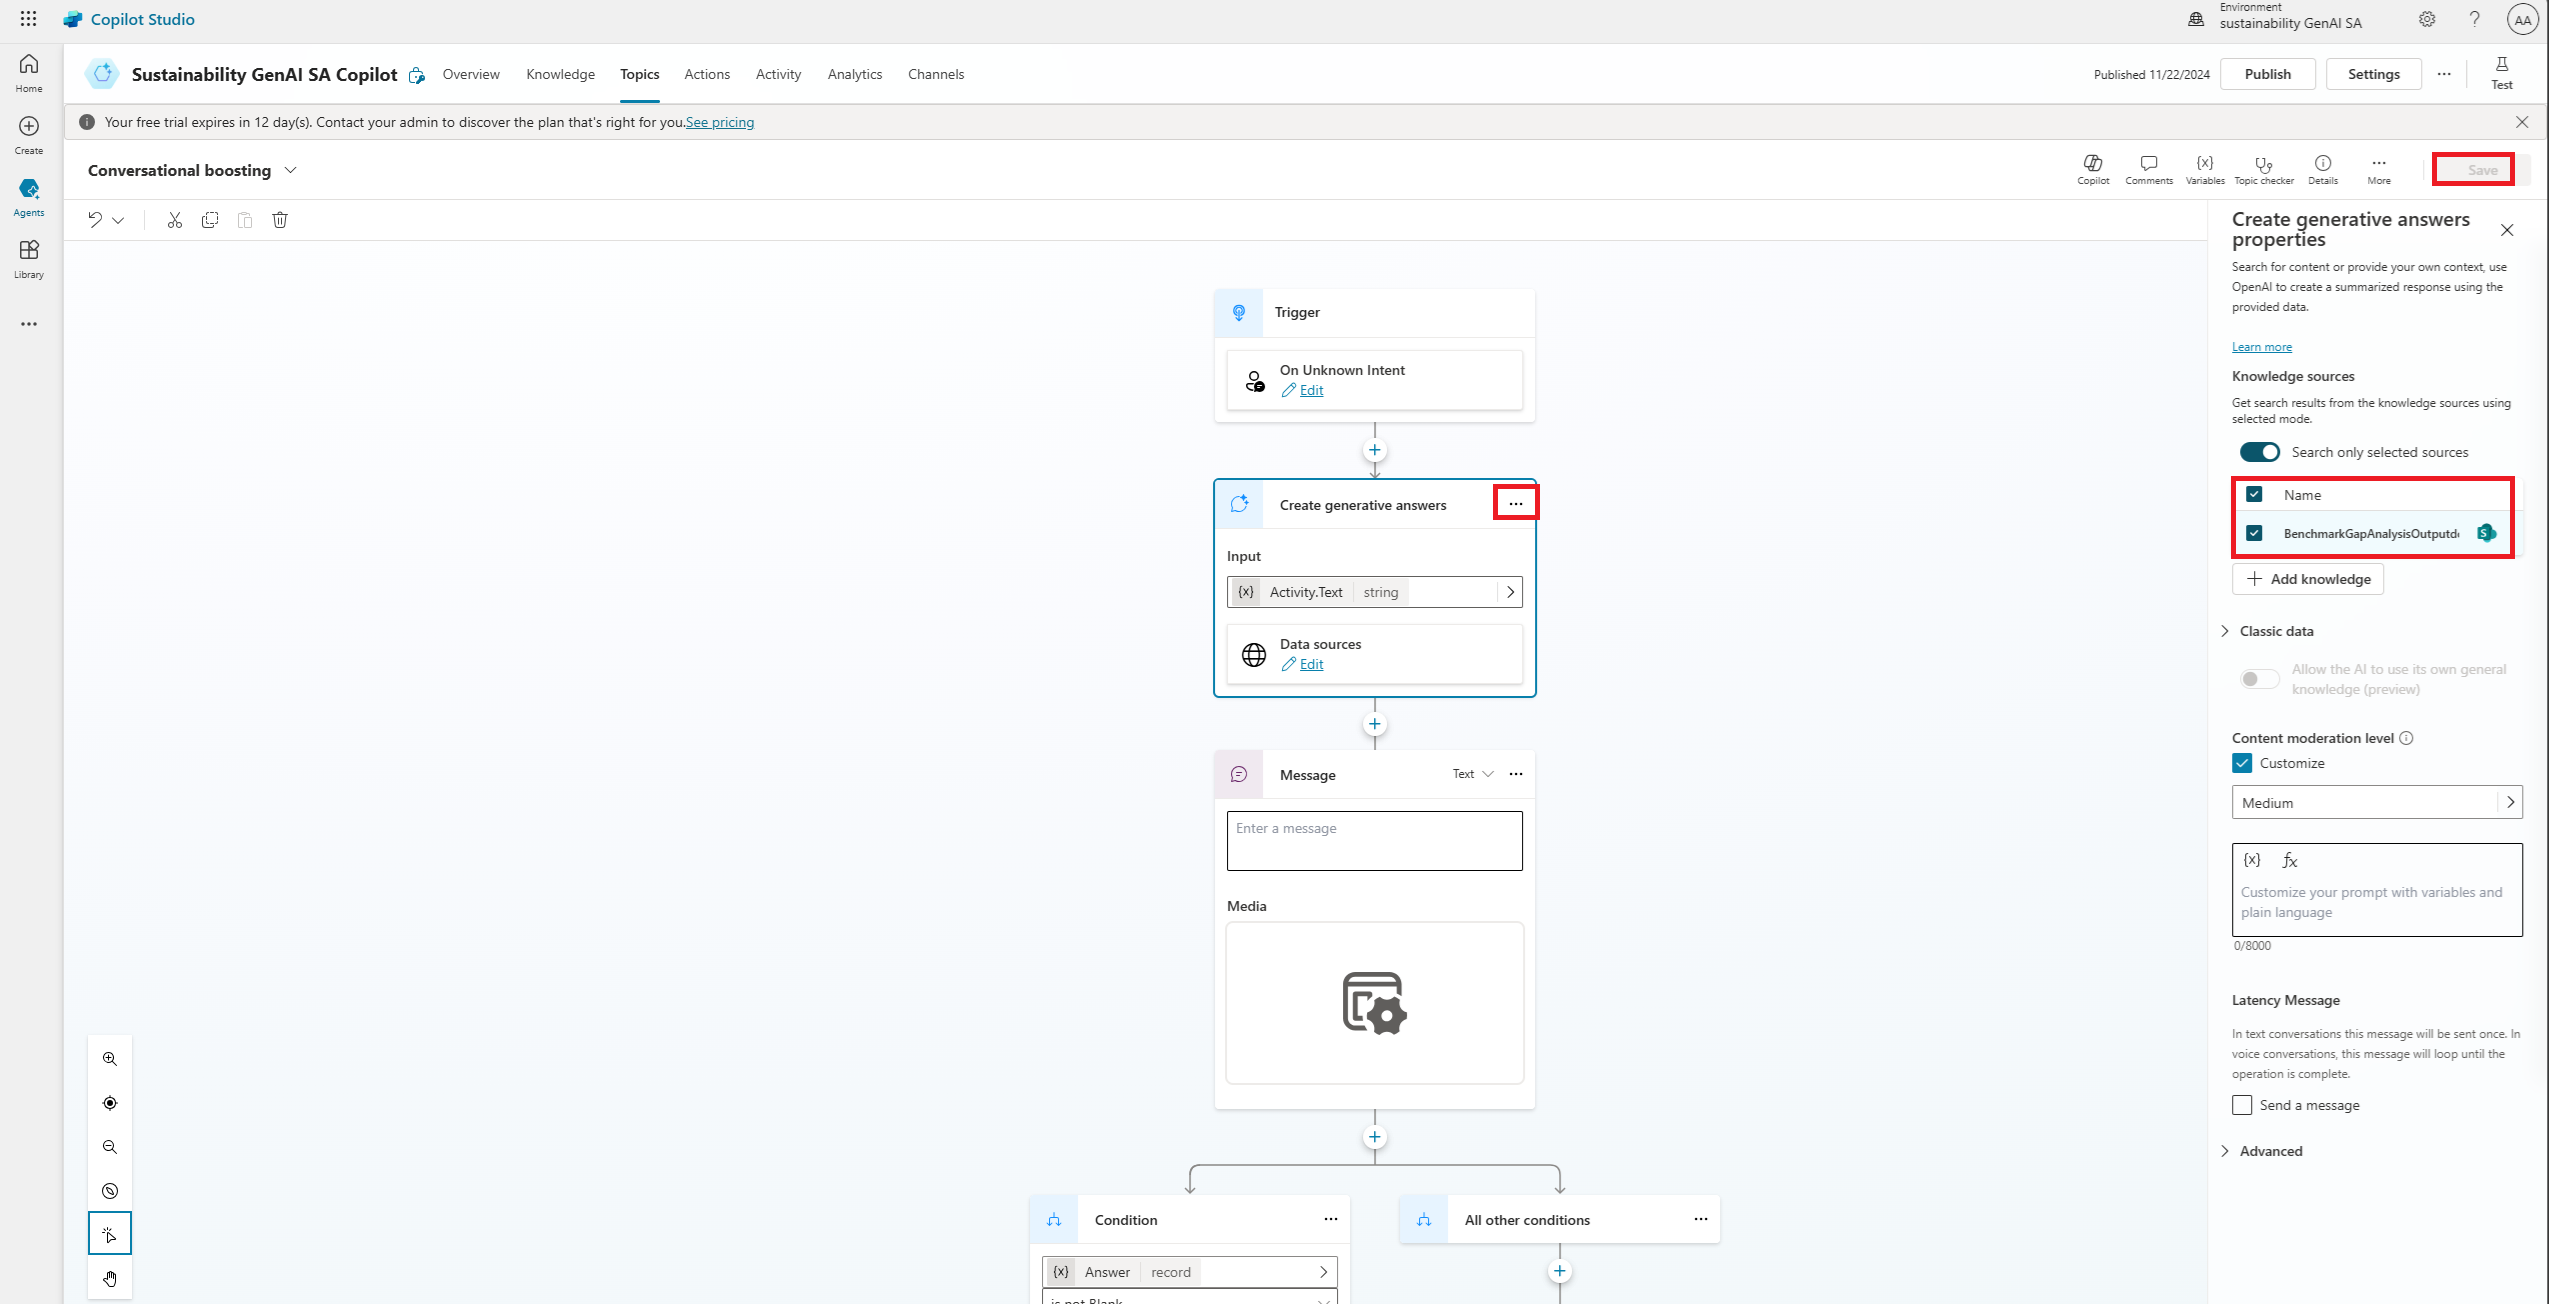 Copilot Studio
Environment
sustainability GenAI SA
AA
Home
Create
Agents
Library
Sustainability GenAI SA Copilot
Overview
Knowledge
Topics
Actions
Activity
Analytics
Channels
Published 11/22/2024
Publish
Settings
Test
Your free trial expires in 12 day(s). Contact your admin to discover the plan that's right for you.See pricing
Conversational boosting
Copilot
Comments
Variables
Topic checker
Details
More
Save
Trigger
On Unknown Intent
Edit
Create generative answers
Input
{x} Activity.Text string
Data sources
Edit
Message
Text
Enter a message
Media
Condition
{x} Answer record
is not Blank
All other conditions
Create generative answers
properties
Search for content or provide your own context, use
OpenAI to create a summarized response using the
provided data.
Learn more
Knowledge sources
Get search results from the knowledge sources using
selected mode.
Search only selected sources
Name
BenchmarkGapAnalysisOutputd
Add knowledge
Classic data
Allow the AI to use its own general
knowledge (preview)
Content moderation level
Customize
Medium
{x} fx
Customize your prompt with variables and
plain language
0/8000
Latency Message
In text conversations this message will be sent once. In
voice conversations, this message will loop until the
operation is complete.
Send a message
Advanced